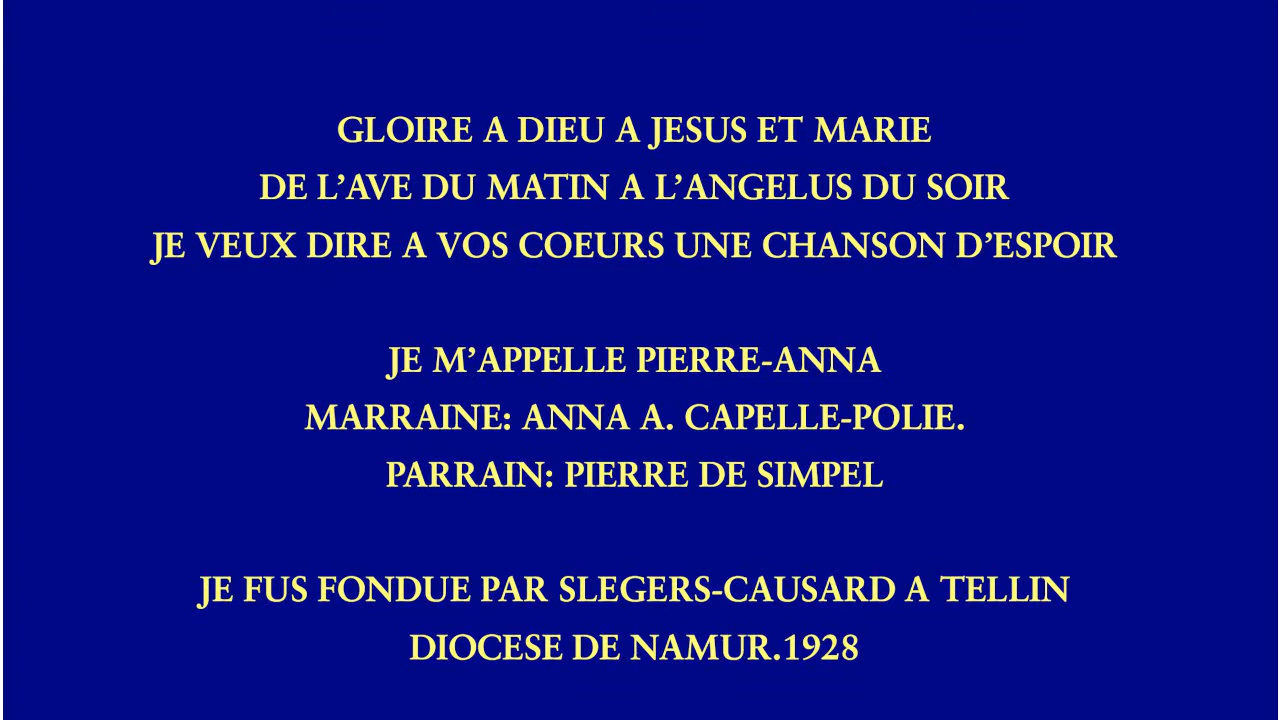 GLOIRE A DIEU A JESUS ET MARIE
DE L’AVE DU MATIN A L’ANGELUS DU SOIR
JE VEUX DIRE A VOS COEURS UNE CHANSON D’ESPOIR
JE M’APPELLE PIERRE-ANNA
MARRAINE: ANNA A. CAPELLE-POLIE.
PARRAIN: PIERRE DE SIMPEL
JE FUS FONDUE PAR SLEGERS-CAUSARD A TELLIN
DIOCESE DE NAMUR.1928